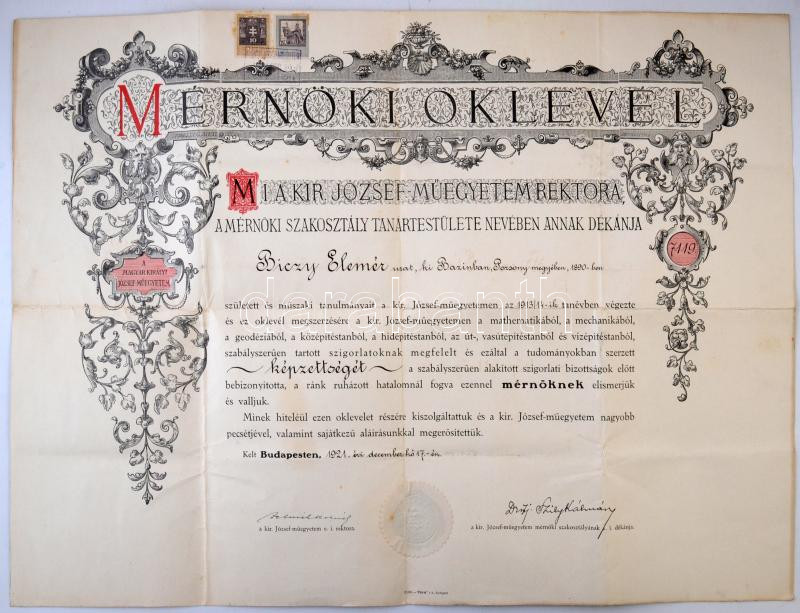 MÉRNÖKI OKLEVÉL
MI A KIR. JÓZSEF-MŰEGYETEM REKTORA,
A MÉRNÖKI SZAKOSZTÁLY TANÁRTESTÜLETE NEVÉBEN ANNAK DÉKÁNJA
A
MAGYAR KIRÁLYI
JÓZSEF MŰEGYETEM
7119.
Biczy Elemér urat, ki Bazinban, Pozsony megyében, 1890-ben
született és műszaki tanulmányait a kir. József-műegyetemen az 1913/14-ik tanévben végezte
és ez oklevél megszerzésére a kir. József-műegyetemen a mathematikából, a mechanikából,
a geodéziából, a középítéstanból, a hídépítéstanból, az út-, vasútépítéstanból és vízépítéstanból,
szabályszerűen tartott szigorlatoknak megfelelt és ezáltal a tudományokban szerzett
képzettségét a szabályszerűen alakított szigorlati bizottságok előtt
bebizonyította, a ránk ruházott hatalomnál fogva ezennel mérnöknek elismerjük
és valljuk.
Minek hiteléül ezen oklevelet részére kiszolgáltattuk és a kir. József-műegyetem nagyobb
pecsétjével, valamint sajátkezű aláírásunkkal megerősítettük.
Kelt Budapesten, 1921. évi december hó 17.-én.
Dr ifj Szily Kálmán
a kir. József-műegyetem e. i. rektora.
a kir. József-műegyetem mérnöki szakosztályának e. i. dékánja.
darabanth